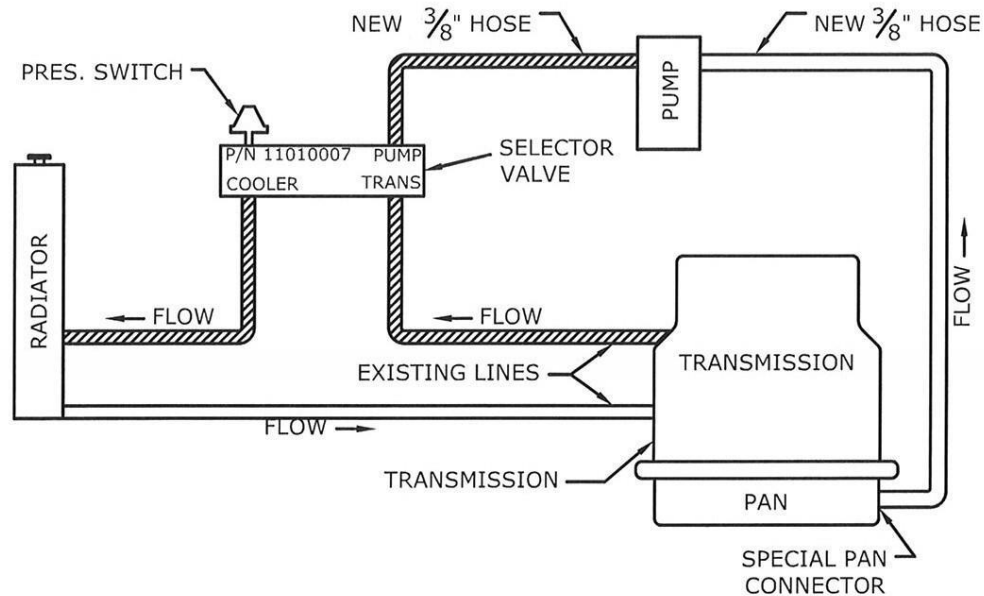 NEW 3/8" HOSE
NEW 3/8" HOSE
PRES. SWITCH
PUMP
P/N 11010007
PUMP
COOLER
TRANS
SELECTOR
VALVE
RADIATOR
FLOW
FLOW
FLOW
TRANSMISSION
EXISTING LINES
FLOW
TRANSMISSION
PAN
SPECIAL PAN
CONNECTOR